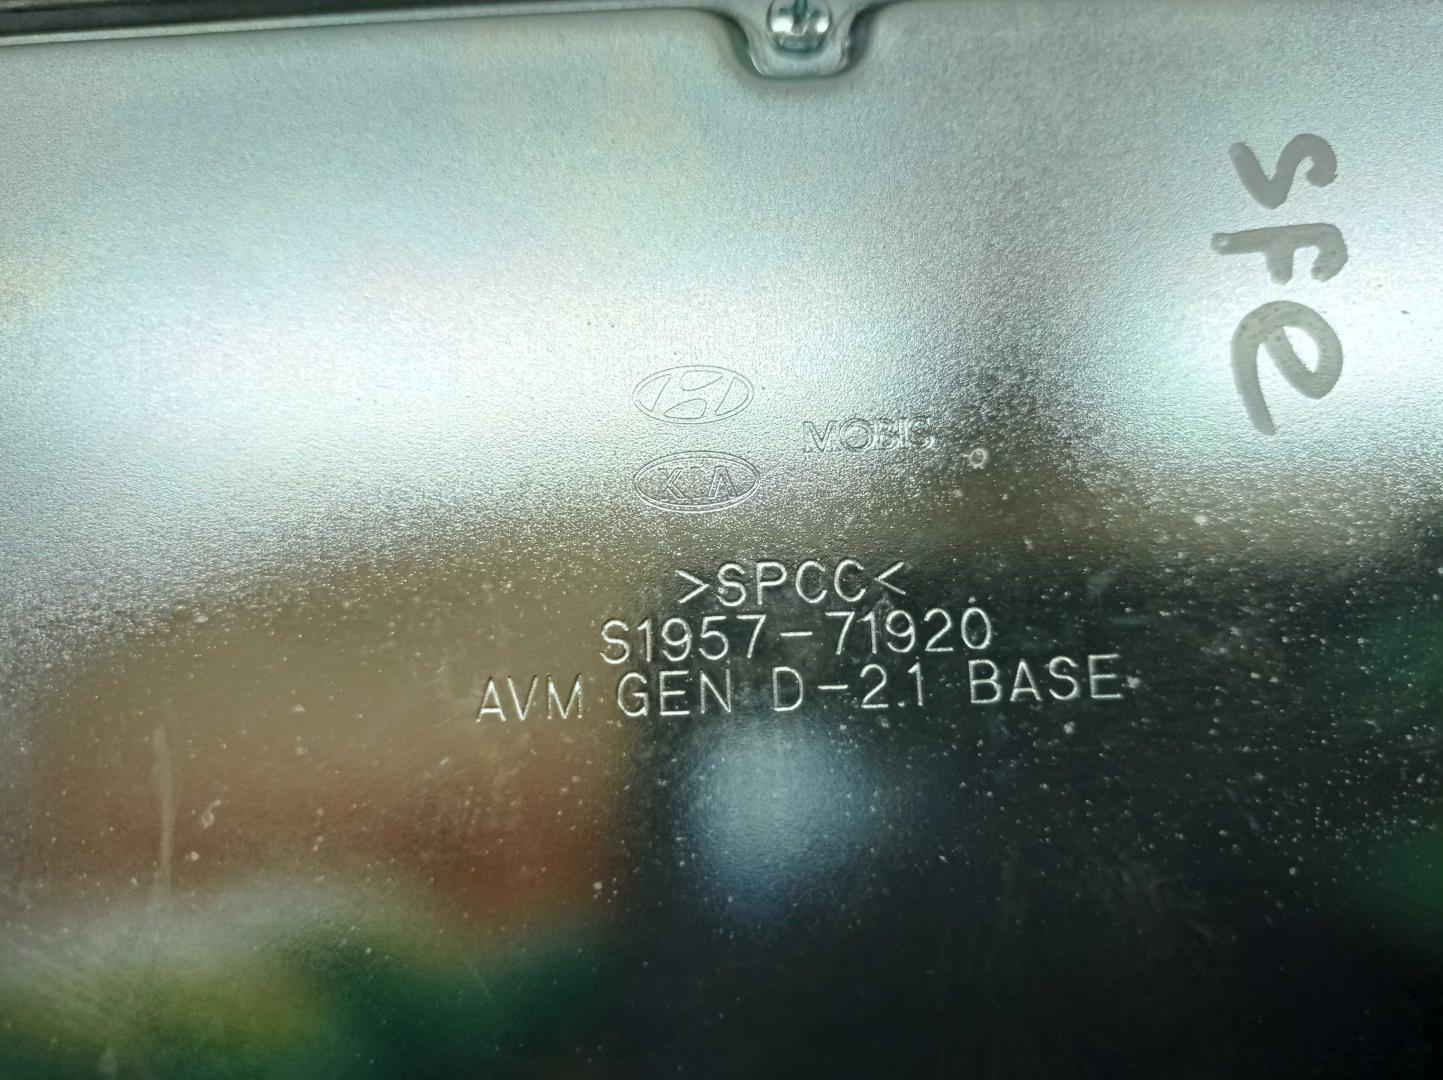 KIA
MOBIS
>SPCC<
S1957-71920
AVM GEN D-2.1 BASE
sfe